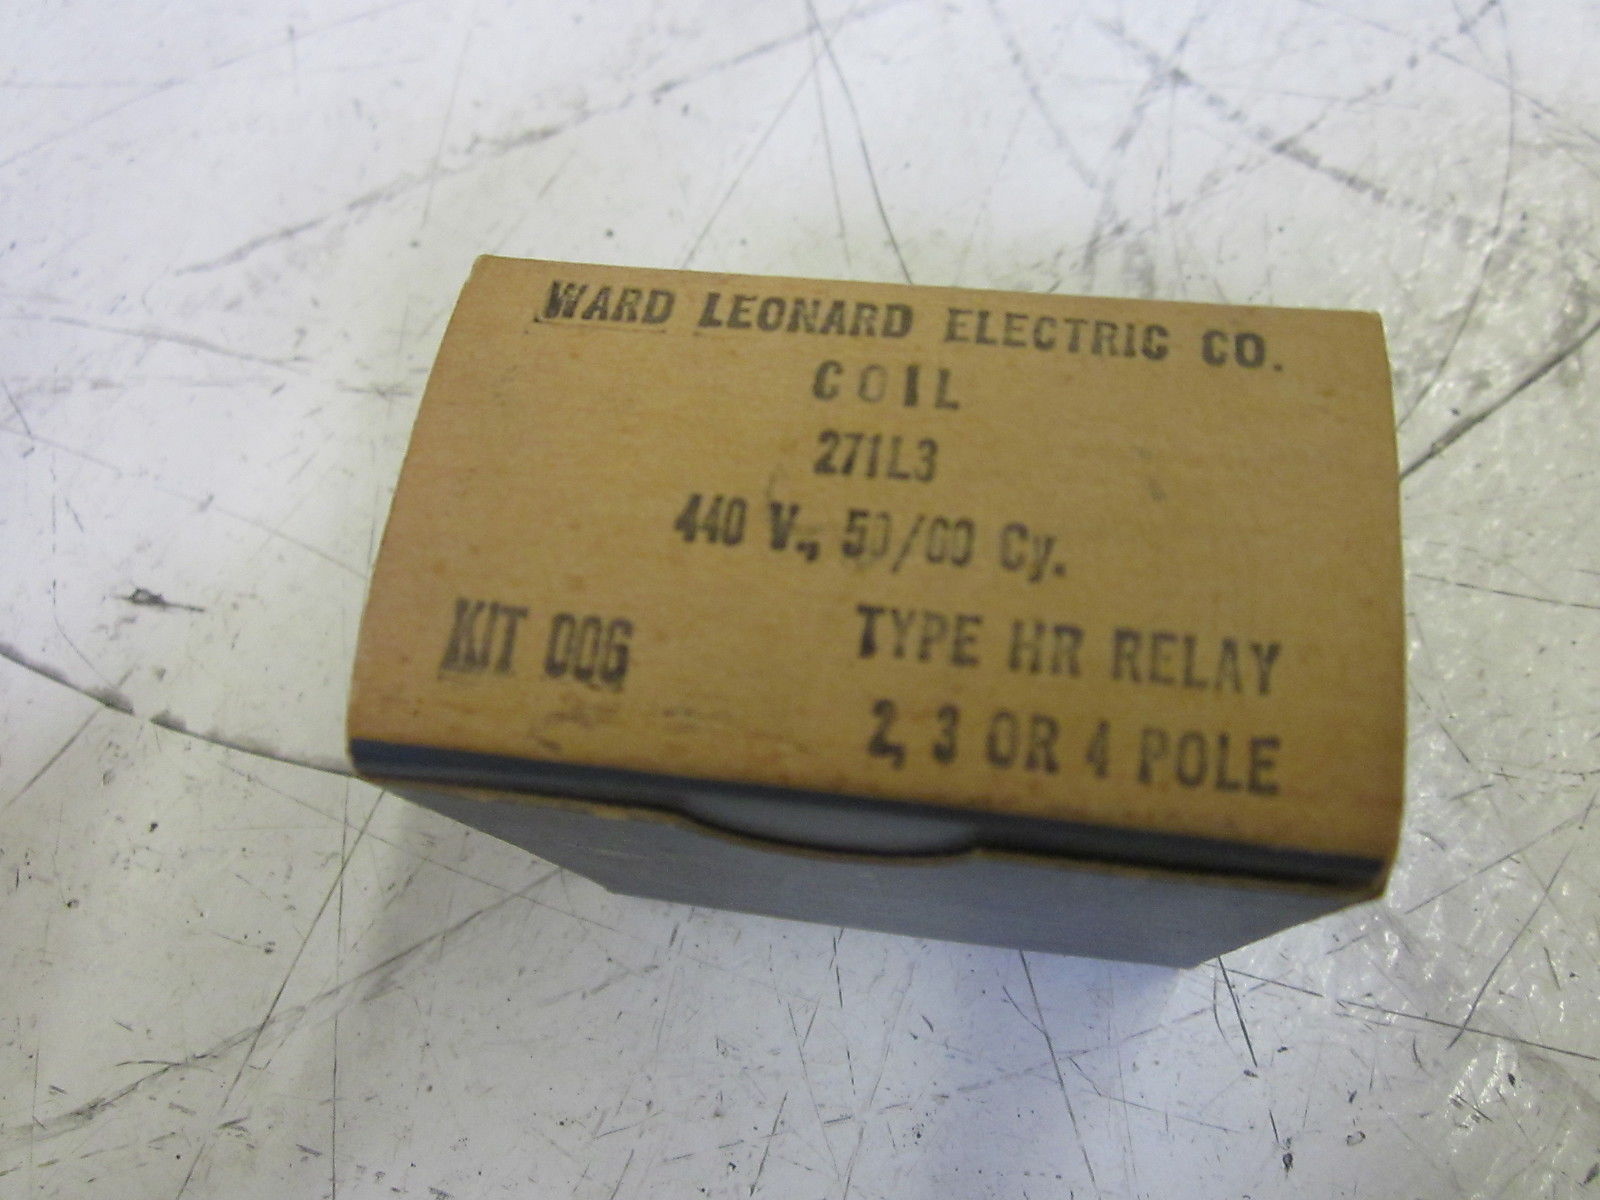 WARD LEONARD ELECTRIC CO.
COIL
271L3
440 V., 50/60 Cy.
KIT 006
TYPE HR RELAY
2, 3 OR 4 POLE